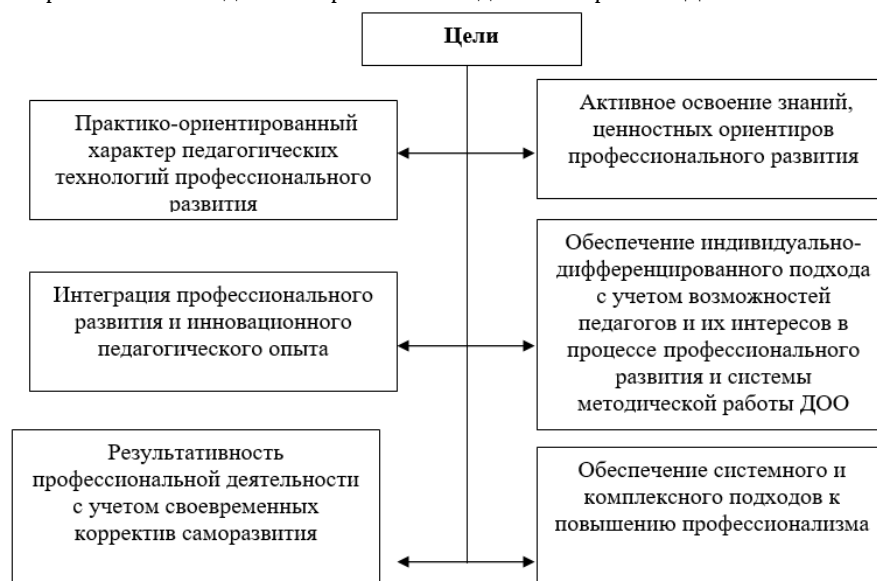 Цели
Практико-ориентированный
характер педагогических
технологий профессионального
развития
Активное освоение знаний,
ценностных ориентиров
профессионального развития
Интеграция профессионального
развития и инновационного
педагогического опыта
Обеспечение индивидуально-
дифференцированного подхода
с учетом возможностей
педагогов и их интересов в
процессе профессионального
развития и системы
методической работы ДОО
Результативность
профессиональной деятельности
с учетом своевременных
корректив саморазвития
Обеспечение системного и
комплексного подходов к
повышению профессионализма